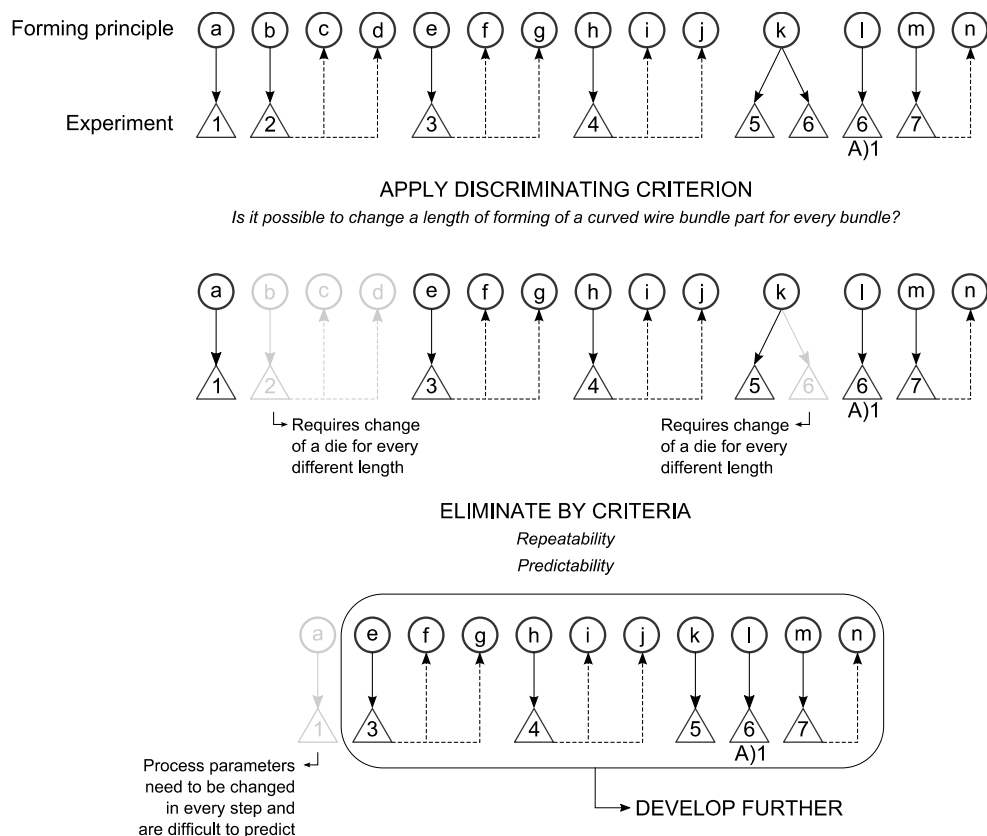 Forming principle a b c d e f g h i j k l m n
Experiment 1 2 3 4 5 6 6 7
A)1
APPLY DISCRIMINATING CRITERION
Is it possible to change a length of forming of a curved wire bundle part for every bundle?
a b c d e f g h i j k l m n
1 2 3 4 5 6 6 7
A)1
Requires change
of a die for every
different length
Requires change
of a die for every
different length
ELIMINATE BY CRITERIA
Repeatability
Predictability
a e f g h i j k l m n
1 3 4 5 6 7
A)1
Process parameters
need to be changed
in every step and
are difficult to predict
DEVELOP FURTHER